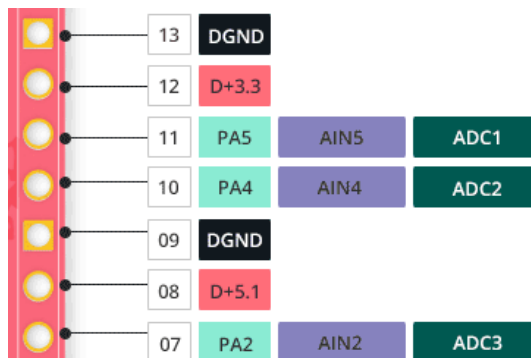 13 DGND
12 D+3.3
11 PA5 AIN5 ADC1
10 PA4 AIN4 ADC2
09 DGND
08 D+5.1
07 PA2 AIN2 ADC3